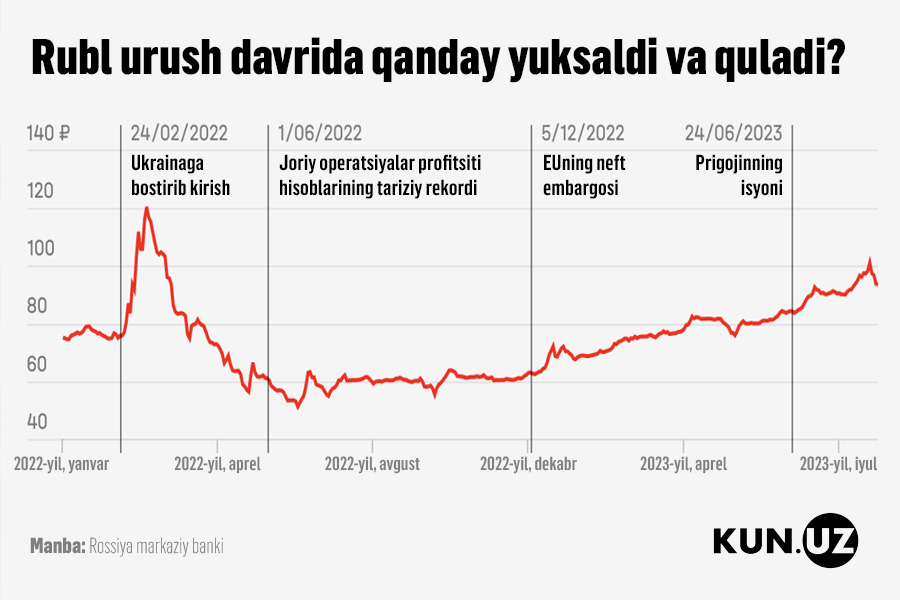 Rubl urush davrida qanday yuksaldi va quladi?
140 ₽
24/02/2022
1/06/2022
5/12/2022
24/06/2023
Ukrainaga
bostirib kirish
Joriy operatsiyalar profitsiti
hisoblarining tariziy rekordi
EUning neft
embargosi
Prigojinning
isyoni
120
100
80
60
40
2022-yil, yanvar
2022-yil, aprel
2022-yil, avgust
2022-yil, dekabr
2023-yil, aprel
2023-yil, iyul
Manba: Rossiya markaziy banki
KUN.UZ